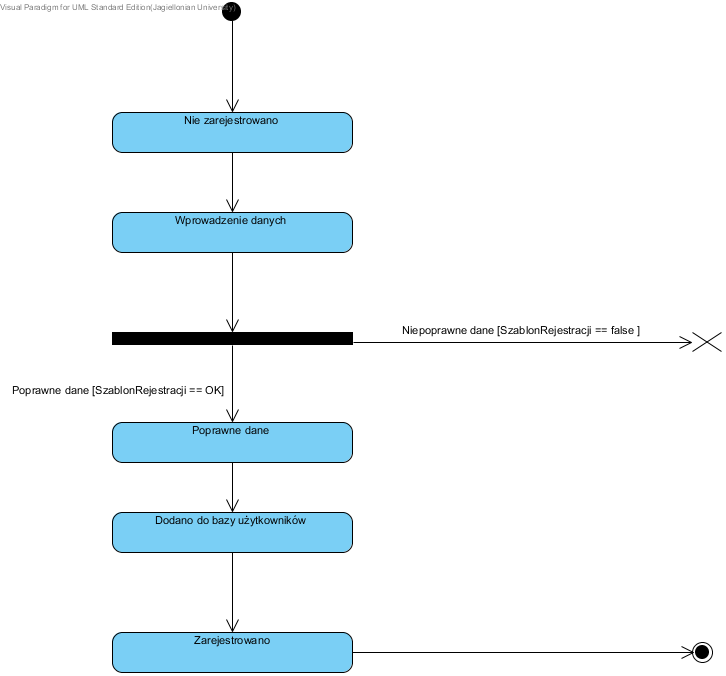 Visual Paradigm for UML Standard Edition(Jagiellonian University)
Nie zarejestrowano
Wprowadzenie danych
Niepoprawne dane [SzablonRejestracji == false ]
Poprawne dane [SzablonRejestracji == OK]
Poprawne dane
Dodano do bazy użytkowników
Zarejestrowano